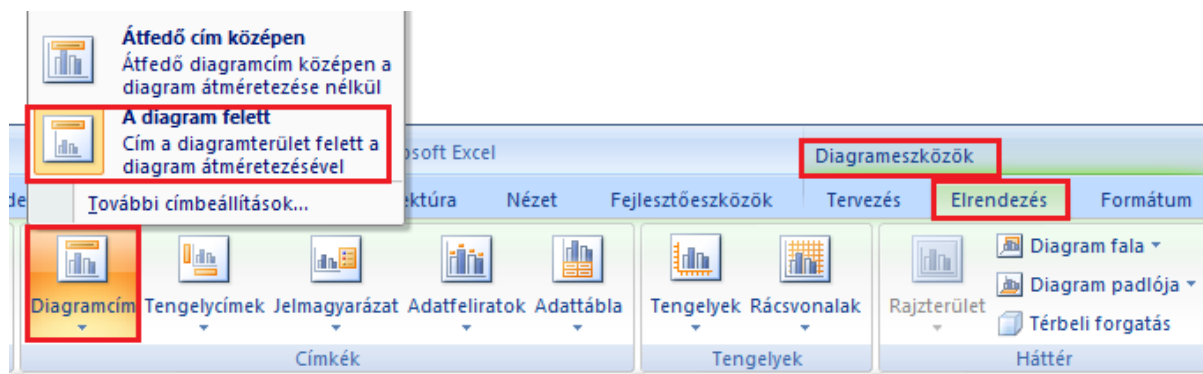 Átfedő cím középen
Átfedő diagramcím középen a
diagram átméretezése nélkül
A diagram felett
Cím a diagramterület felett a
diagram átméretezésével
További címbeállítások...
osoft Excel
Diagrameszközök
de
ektúra Nézet Fejlesztőeszközök Tervezés Elrendezés Formátum
Diagramcím Tengelycímek Jelmagyarázat Adatfeliratok Adattábla
Tengelyek Rácsvonalak
Rajzterület
Diagram fala
Diagram padlója
Térbeli forgatás
Címkék Tengelyek Háttér